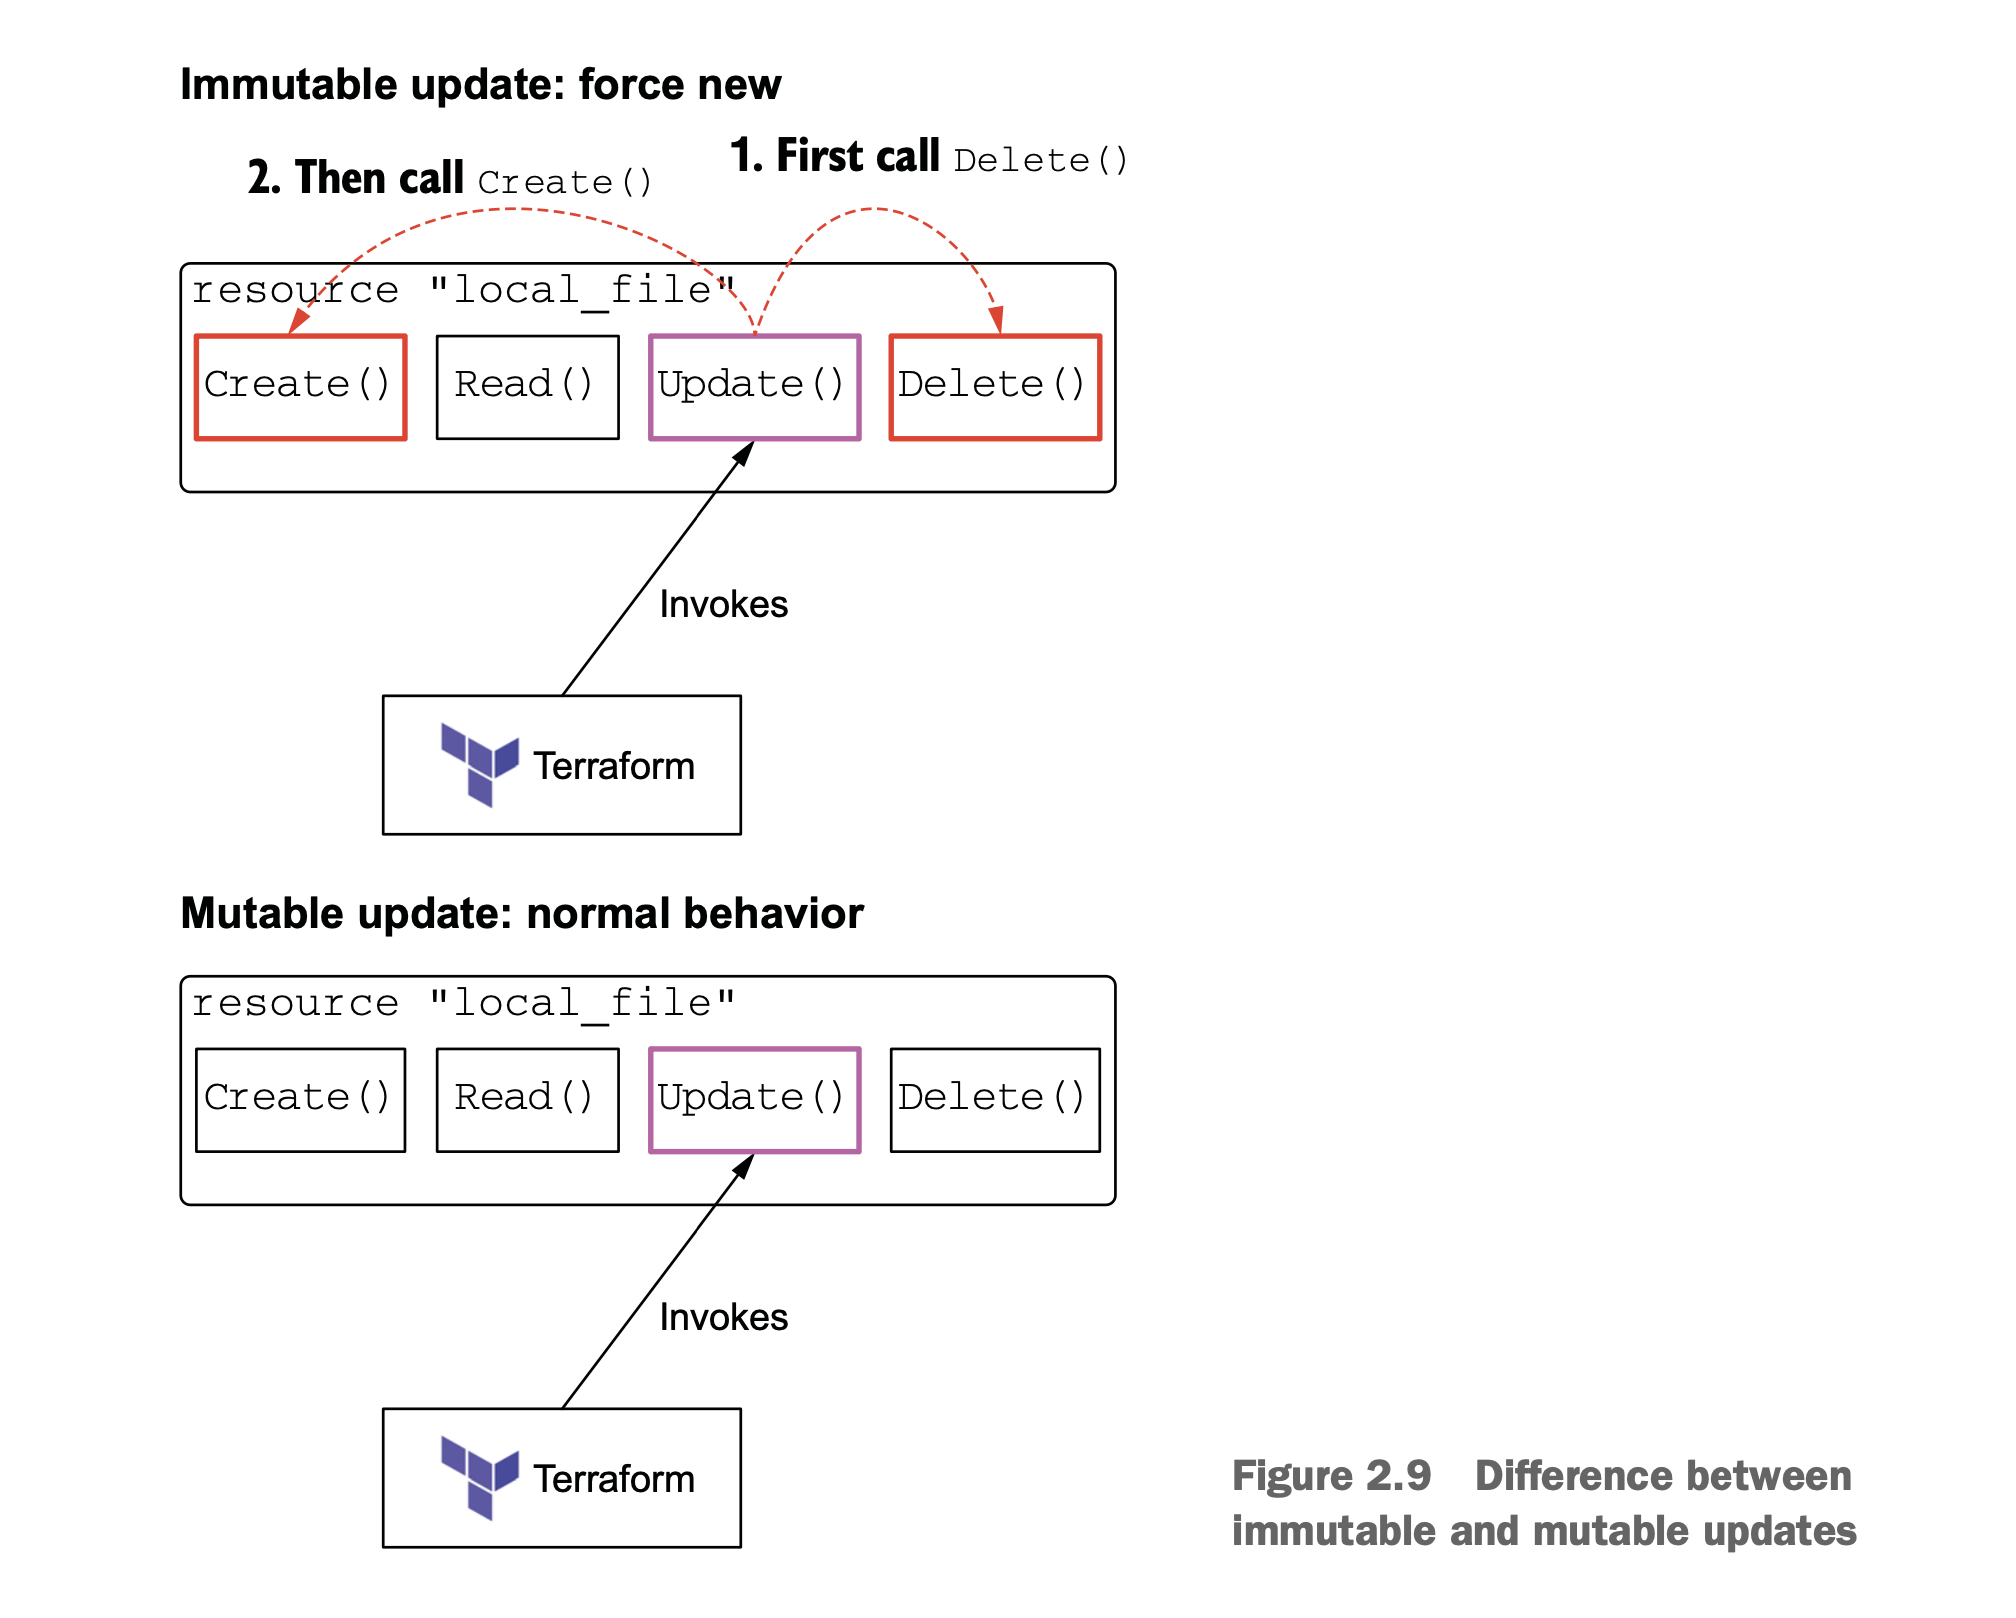 Immutable update: force new
2. Then call Create()
1. First call Delete()
resource "local_file"
Create()
Read()
Update()
Delete()
Invokes
Terraform
Mutable update: normal behavior
resource "local_file"
Create()
Read()
Update()
Delete()
Invokes
Terraform
Figure 2.9 Difference between
immutable and mutable updates